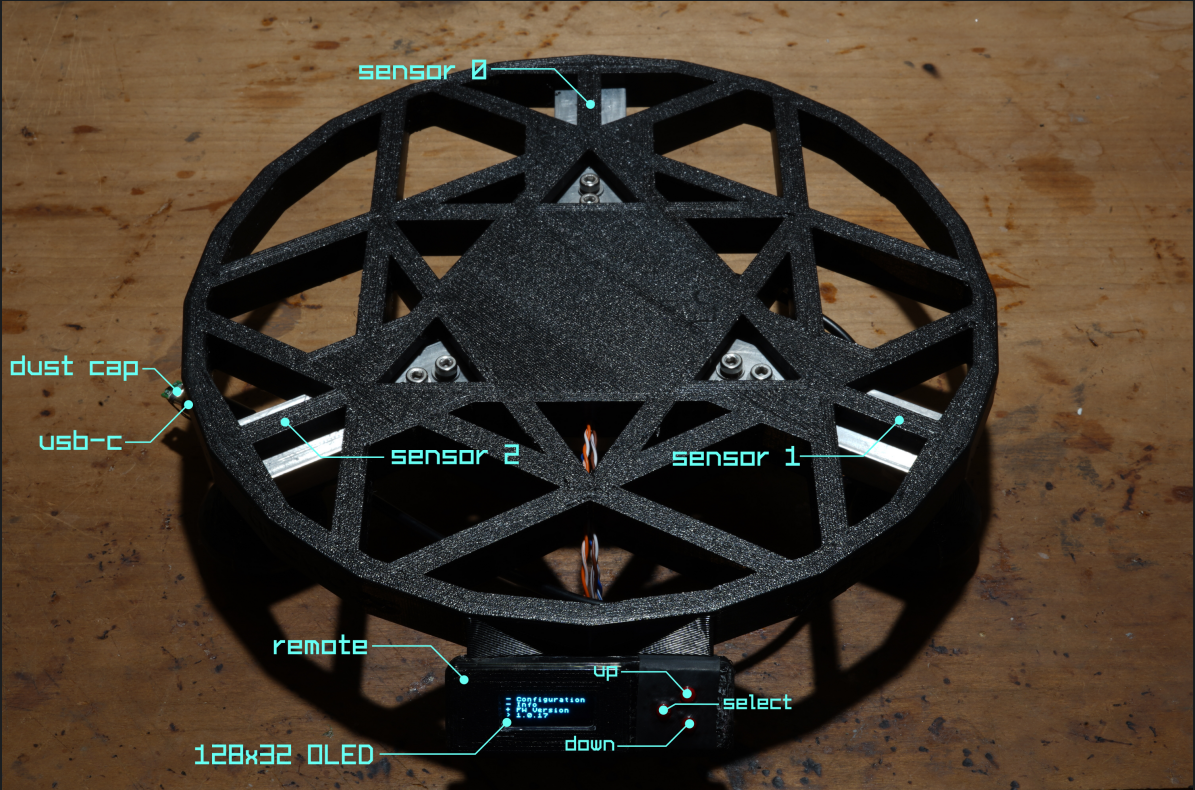 sensor 0
dust cap
usb-c
sensor 2
sensor 1
remote
up
select
down
128x32 OLED
- Configuration
- Info
+ FW Version
> 1.0.17